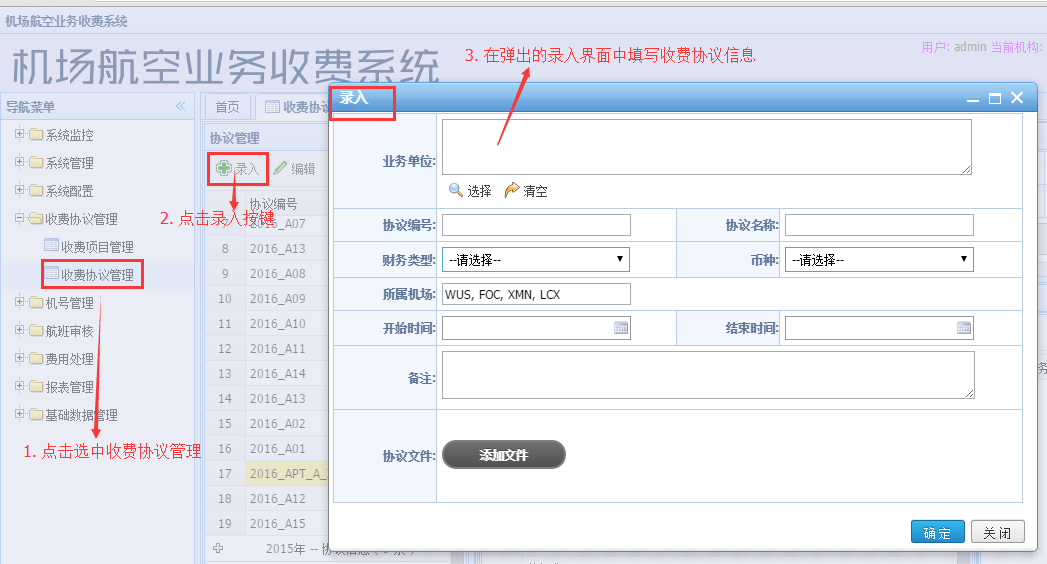 机场航空业务收费系统
机场航空业务收费系统
用户: admin 当前机构:
3. 在弹出的录入界面中填写收费协议信息
导航菜单
系统监控
系统管理
系统配置
收费协议管理
收费项目管理
收费协议管理
机号管理
航班审核
费用处理
报表管理
基础数据管理
1. 点击选中收费协议管理
首页
收费协议
协议管理
录入
编辑
2. 点击录入按键
协议编号
7 2016_A07
8 2016_A13
9 2016_A08
10 2016_A09
11 2016_A10
12 2016_A11
13 2016_A14
14 2016_A13
15 2016_A02
16 2016_A01
17 2016_APT_A_
18 2016_A12
19 2016_A15
2015年 -- 协议信息
录入
业务单位:
选择 清空
协议编号: 协议名称:
财务类型: --请选择-- 币种: --请选择--
所属机场: WUS, FOC, XMN, LCX
开始时间: 结束时间:
备注:
协议文件: 添加文件
确定 关闭
务